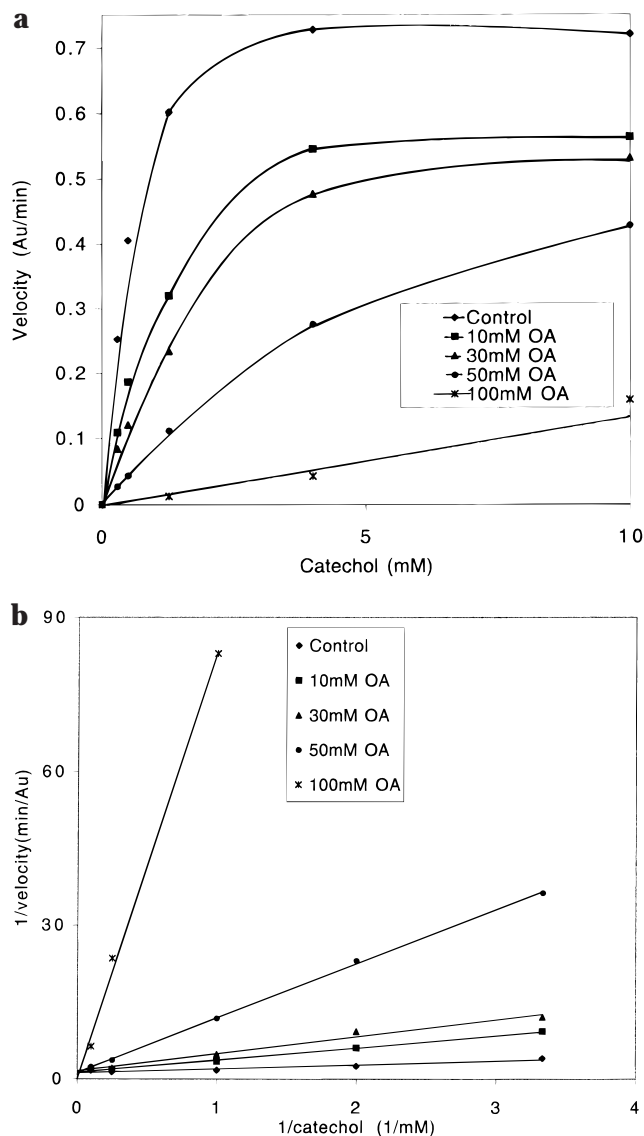 a
0.7
0.6
0.5
0.4
0.3
0.2
0.1
0
Velocity (Au/min)
Control
10mM OA
30mM OA
50mM OA
100mM OA
0 5 10
Catechol (mM)
b
90
60
30
0
1/velocity(min/Au)
Control
10mM OA
30mM OA
50mM OA
100mM OA
0 1 2 3 4
1/catechol (1/mM)